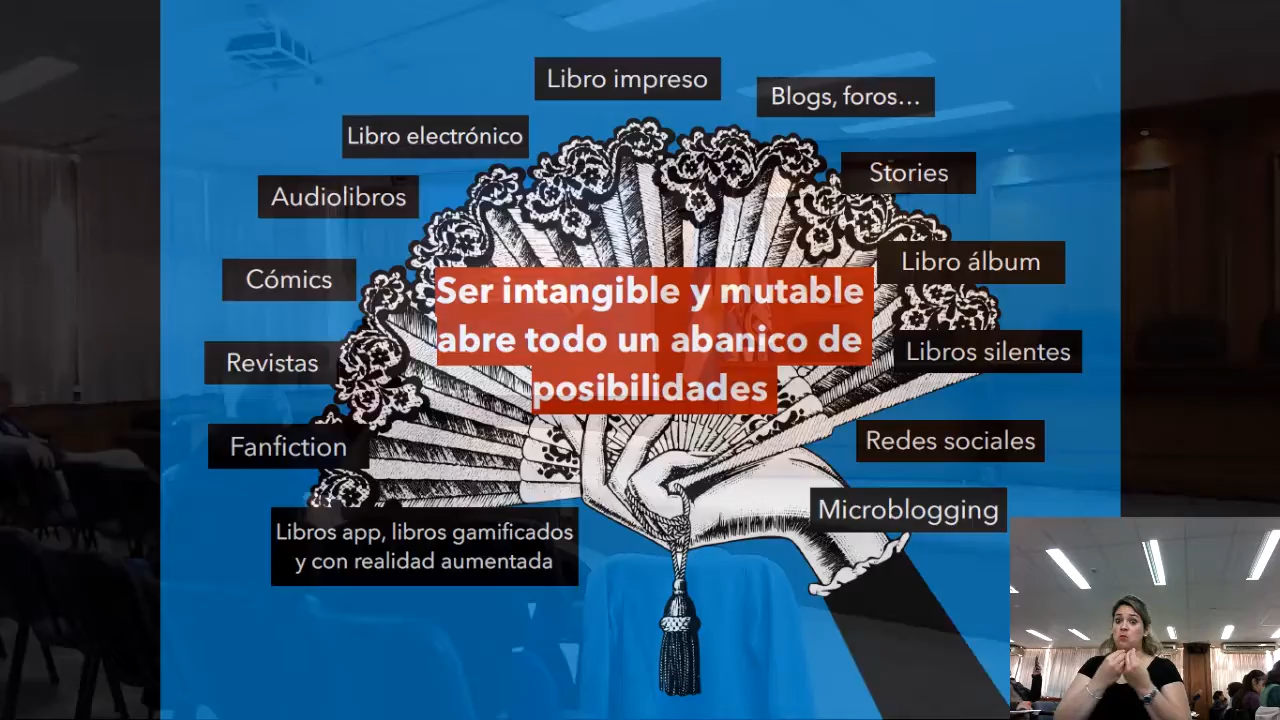 Libro impreso
Blogs, foros...
Libro electrónico
Stories
Audiolibros
Libro álbum
Cómics
Ser intangible y mutable
abre todo un abanico de
posibilidades
Libros silentes
Revistas
Redes sociales
Fanfiction
Microblogging
Libros app, libros gamificados
y con realidad aumentada